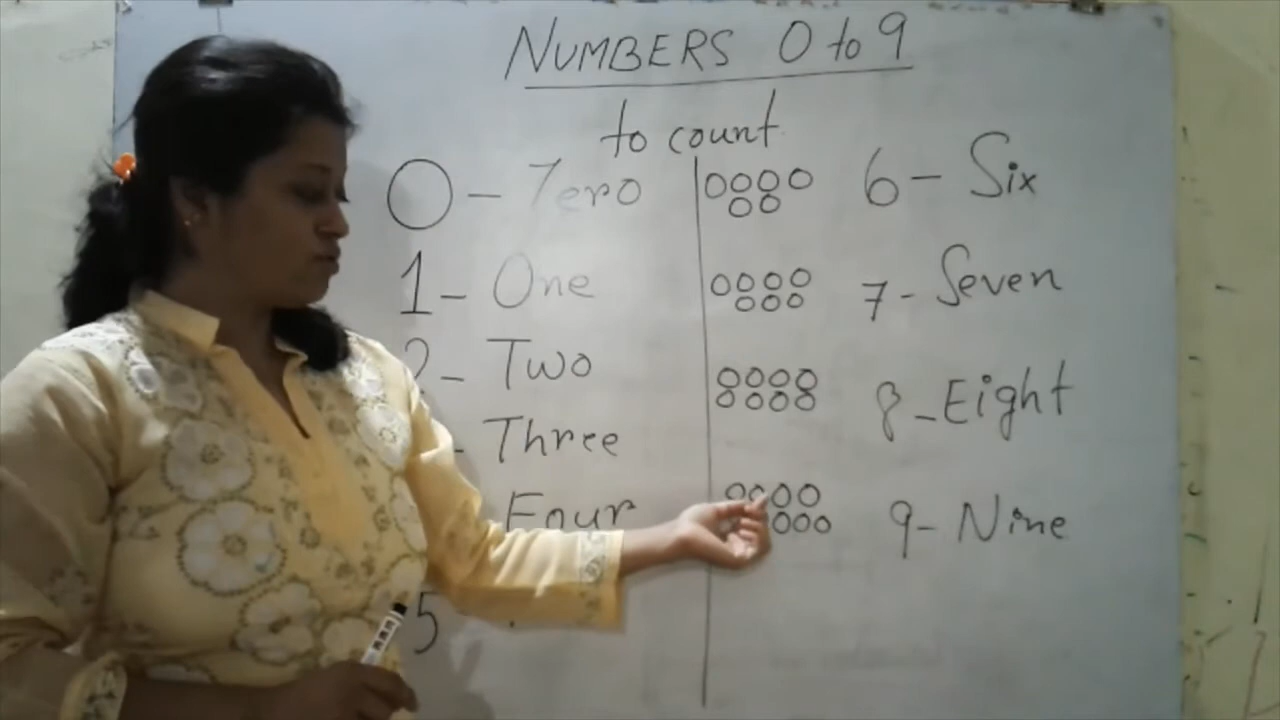 NUMBERS 0 to 9
to count
0 - Zero
1 - One
2 - Two
- Three
Four
5
6 - Six
7 - Seven
8 - Eight
9 - Nine